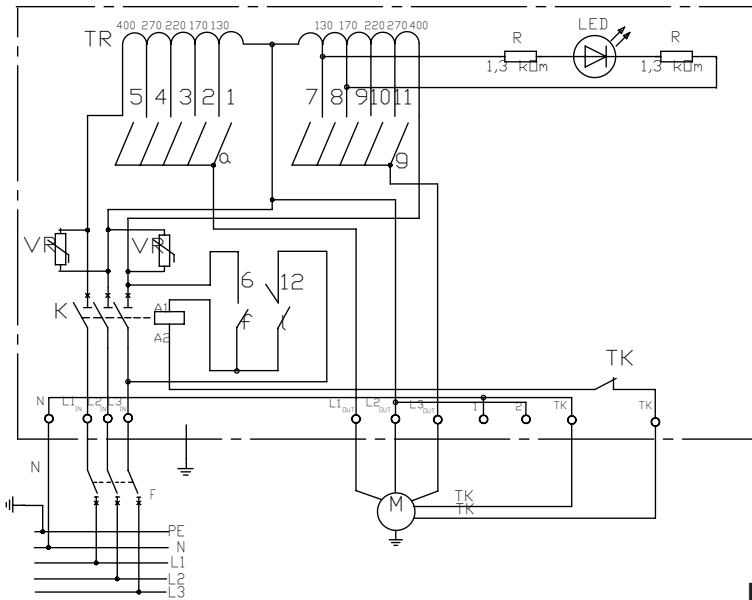 400 270 220 170 130
130 170 220 270 400
TR
R
LED
R
1,3 kΩm
1,3 kΩm
5 4 3 2 1
7 8 9 10 11
a
g
VR
VR
6
12
K
A1
A2
f
l
TK
N
L1IN
L2IN
L3IN
L1OUT
L2OUT
L3OUT
1
2
TK
TK
N
F
M
TK
TK
PE
N
L1
L2
L3